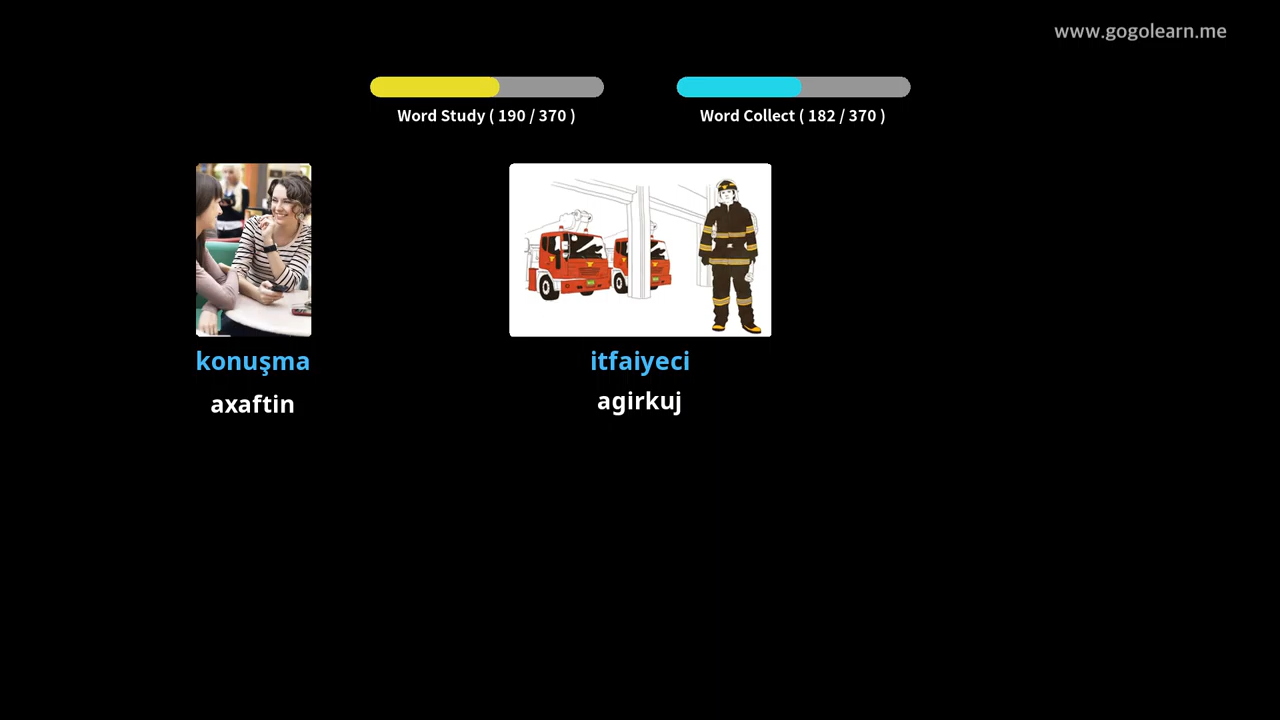 www.gogolearn.me
Word Study ( 190 / 370 )
Word Collect ( 182 / 370 )
konuşma
axaftin
itfaiyeci
agirkuj